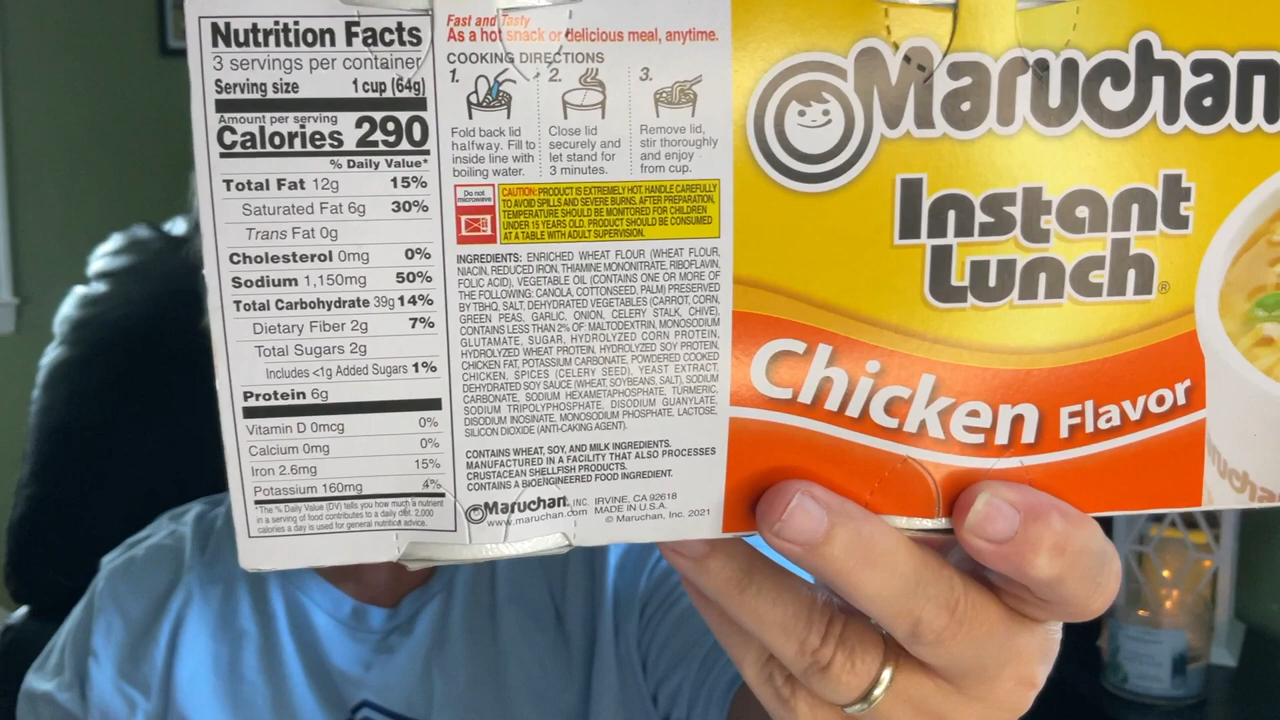 Nutrition Facts
3 servings per container
Serving size 1 cup (64g)
Amount per serving
Calories 290
% Daily Value*
Total Fat 12g 15%
Saturated Fat 6g 30%
Trans Fat 0g
Cholesterol 0mg 0%
Sodium 1,150mg 50%
Total Carbohydrate 39g 14%
Dietary Fiber 2g 7%
Total Sugars 2g
Includes <1g Added Sugars 1%
Protein 6g
Vitamin D 0mcg 0%
Calcium 0mg 0%
Iron 2.6mg 15%
Potassium 160mg 4%
*The % Daily Value (DV) tells you how much a nutrient
in a serving of food contributes to a daily diet. 2,000
calories a day is used for general nutrition advice.
Fast and Tasty
As a hot snack or delicious meal, anytime.
COOKING DIRECTIONS
1.
Fold back lid
halfway. Fill to
inside line with
boiling water.
2.
Close lid
securely and
let stand for
3 minutes.
3.
Remove lid,
stir thoroughly
and enjoy
from cup.
Do not
microwave
CAUTION: PRODUCT IS EXTREMELY HOT. HANDLE CAREFULLY
TO AVOID SPILLS AND SEVERE BURNS. AFTER PREPARATION,
TEMPERATURE SHOULD BE MONITORED FOR CHILDREN
UNDER 15 YEARS OLD. PRODUCT SHOULD BE CONSUMED
AT A TABLE WITH ADULT SUPERVISION.
INGREDIENTS: ENRICHED WHEAT FLOUR (WHEAT FLOUR,
NIACIN, REDUCED IRON, THIAMINE MONONITRATE, RIBOFLAVIN,
FOLIC ACID), VEGETABLE OIL (CONTAINS ONE OR MORE OF
THE FOLLOWING: CANOLA, COTTONSEED, PALM) PRESERVED
BY TBHQ, SALT, DEHYDRATED VEGETABLES (CARROT, CORN,
GREEN PEAS, GARLIC, ONION, CELERY STALK, CHIVE),
CONTAINS LESS THAN 2% OF: MALTODEXTRIN, MONOSODIUM
GLUTAMATE, SUGAR, HYDROLYZED CORN PROTEIN,
HYDROLYZED WHEAT PROTEIN, HYDROLYZED SOY PROTEIN,
CHICKEN FAT, POTASSIUM CARBONATE, POWDERED COOKED
CHICKEN, SPICES (CELERY SEED), YEAST EXTRACT,
DEHYDRATED SOY SAUCE (WHEAT, SOYBEANS, SALT), SODIUM
CARBONATE, SODIUM HEXAMETAPHOSPHATE, TURMERIC,
SODIUM TRIPOLYPHOSPHATE, DISODIUM GUANYLATE,
DISODIUM INOSINATE, MONOSODIUM PHOSPHATE, LACTOSE,
SILICON DIOXIDE (ANTI-CAKING AGENT).
CONTAINS WHEAT, SOY, AND MILK INGREDIENTS.
MANUFACTURED IN A FACILITY THAT ALSO PROCESSES
CRUSTACEAN SHELLFISH PRODUCTS.
CONTAINS A BIOENGINEERED FOOD INGREDIENT.
Maruchan, INC. IRVINE, CA 92618
www.maruchan.com MADE IN U.S.A.
© Maruchan, Inc. 2021
Maruchan
Instant
Lunch®
Chicken Flavor